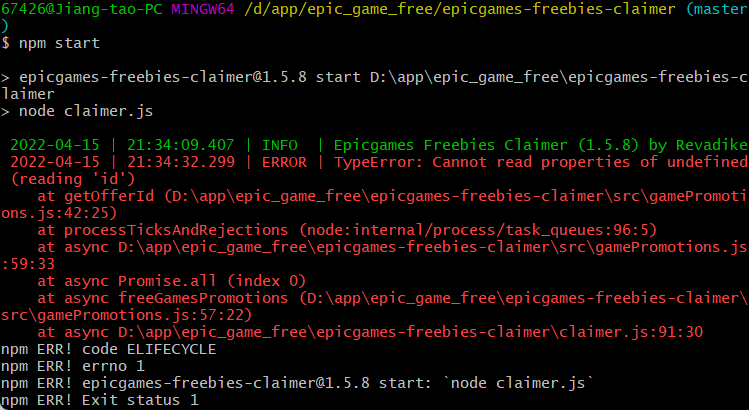 67426@Jiang-tao-PC MINGW64 /d/app/epic_game_free/epicgames-freebies-claimer (master
)
$ npm start
> epicgames-freebies-claimer@1.5.8 start D:\app\epic_game_free\epicgames-freebies-c
laimer
> node claimer.js
2022-04-15 | 21:34:09.407 | INFO  | Epicgames Freebies Claimer (1.5.8) by Revadike
2022-04-15 | 21:34:32.299 | ERROR | TypeError: Cannot read properties of undefined
(reading 'id')
    at getOfferId (D:\app\epic_game_free\epicgames-freebies-claimer\src\gamePromoti
ons.js:42:25)
    at processTicksAndRejections (node:internal/process/task_queues:96:5)
    at async D:\app\epic_game_free\epicgames-freebies-claimer\src\gamePromotions.js
:59:33
    at async Promise.all (index 0)
    at async freeGamesPromotions (D:\app\epic_game_free\epicgames-freebies-claimer\
src\gamePromotions.js:57:22)
    at async D:\app\epic_game_free\epicgames-freebies-claimer\claimer.js:91:30
npm ERR! code ELIFECYCLE
npm ERR! errno 1
npm ERR! epicgames-freebies-claimer@1.5.8 start: `node claimer.js`
npm ERR! Exit status 1